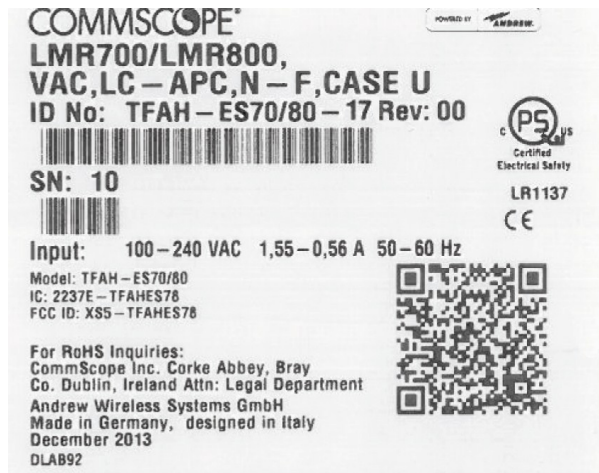 COMMSCOPE®
POWERED BY ANDREW.
LMR700/LMR800,
VAC,LC–APC,N–F,CASE U
ID No: TFAH–ES70/80–17 Rev: 00
SN: 10
c PS us
Certified
Electrical Safety
LR1137
CE
Input: 100–240 VAC 1,55–0,56 A 50–60 Hz
Model: TFAH–ES70/80
IC: 2237E–TFAHES78
FCC ID: XS5–TFAHES78
For RoHS Inquiries:
CommScope Inc. Corke Abbey, Bray
Co. Dublin, Ireland Attn: Legal Department
Andrew Wireless Systems GmbH
Made in Germany, designed in Italy
December 2013
DLAB92